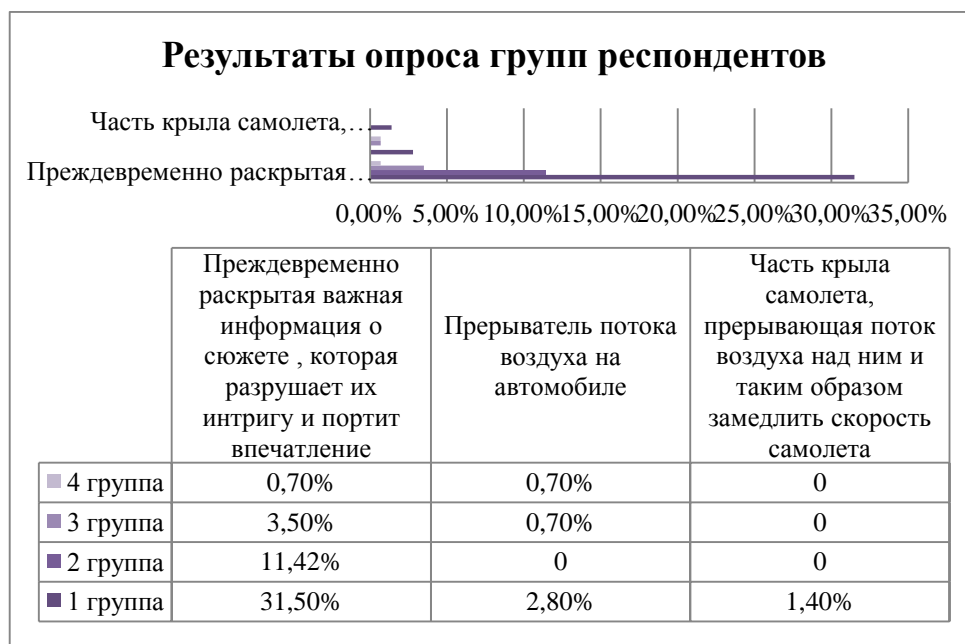 Результаты опроса групп респондентов
Часть крыла самолета,…
Преждевременно раскрытая…
0,00% 5,00% 10,00% 15,00% 20,00% 25,00% 30,00% 35,00%
Преждевременно
раскрытая важная
информация о
сюжете , которая
разрушает их
интригу и портит
впечатление
Прерыватель потока
воздуха на
автомобиле
Часть крыла
самолета,
прерывающая поток
воздуха над ним и
таким образом
замедлить скорость
самолета
4 группа 0,70% 0,70% 0
3 группа 3,50% 0,70% 0
2 группа 11,42% 0 0
1 группа 31,50% 2,80% 1,40%